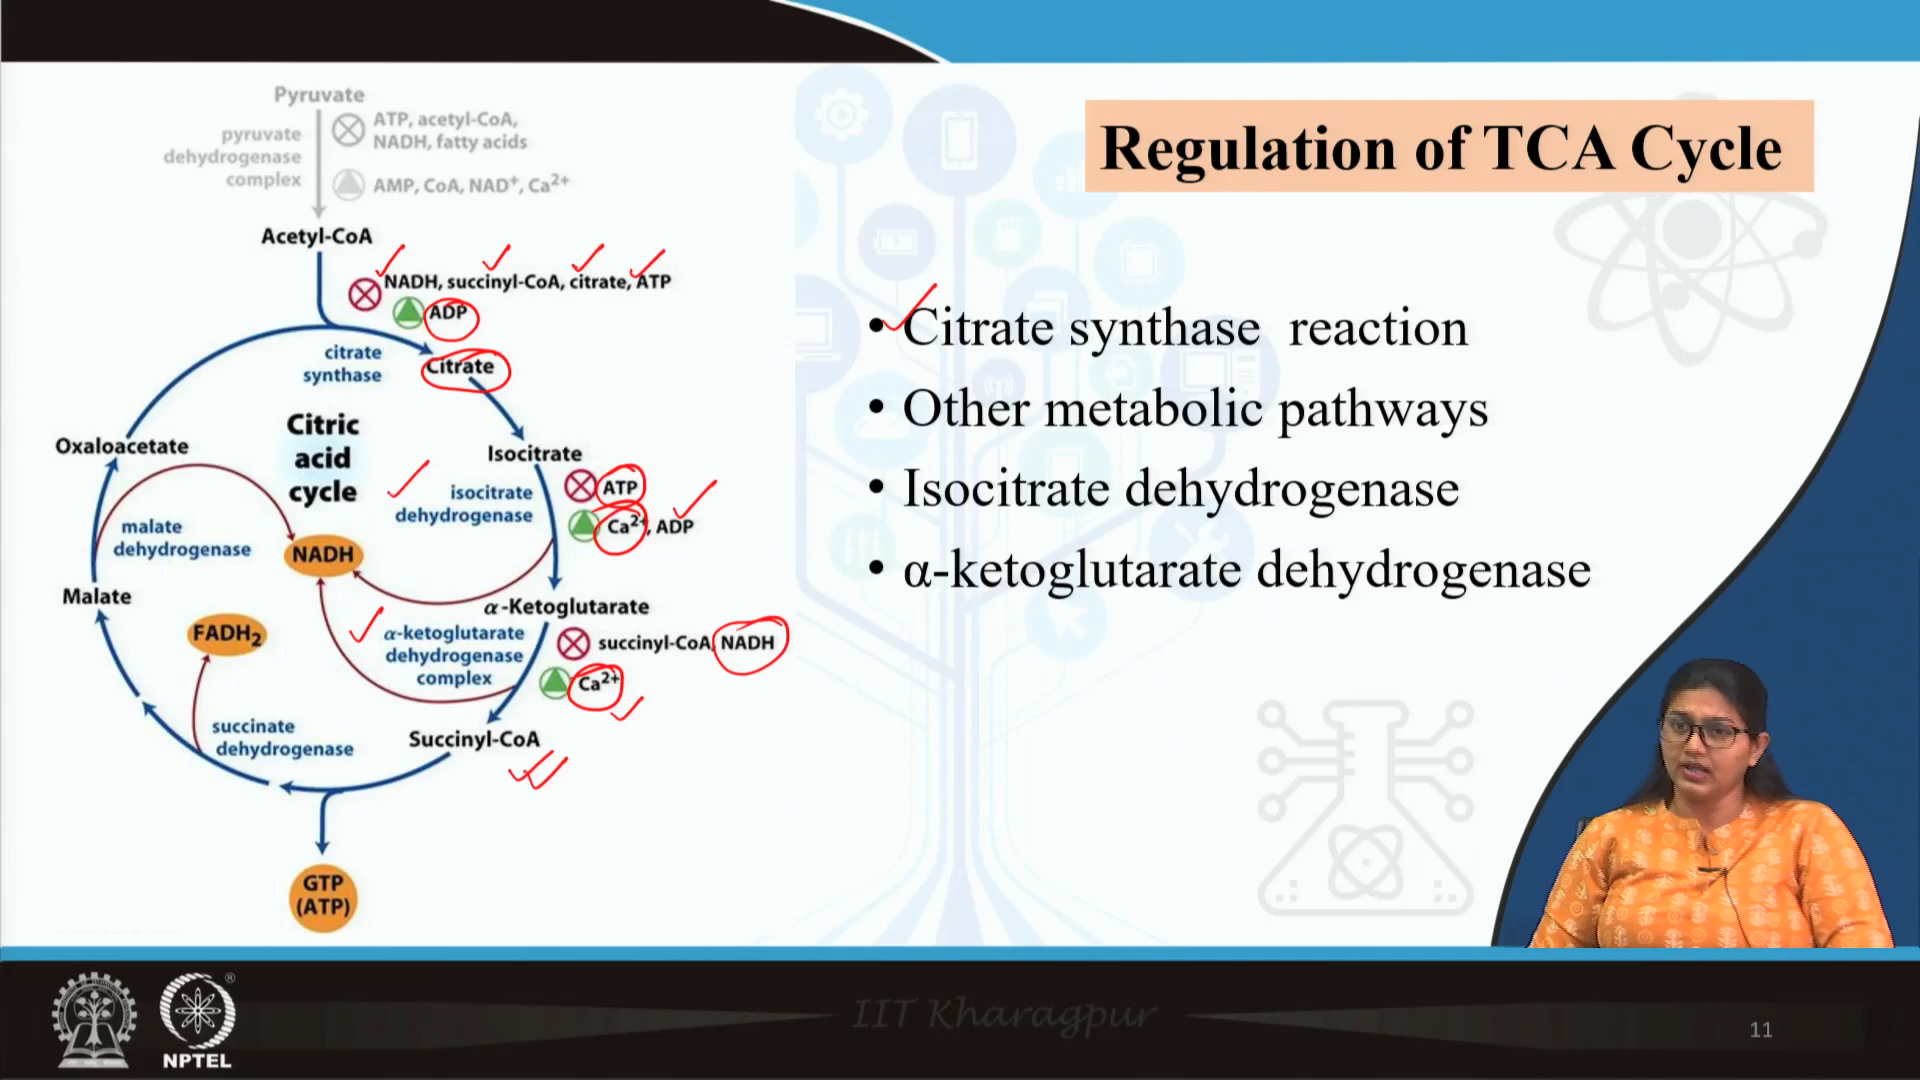 Pyruvate
pyruvate
dehydrogenase
complex
ATP, acetyl-CoA,
NADH, fatty acids
AMP, CoA, NAD⁺, Ca²⁺
Acetyl-CoA
NADH, succinyl-CoA, citrate, ATP
ADP
citrate
synthase
Citrate
Citric
acid
cycle
Oxaloacetate
Isocitrate
isocitrate
dehydrogenase
ATP
Ca²⁺, ADP
malate
dehydrogenase
NADH
Malate
α-Ketoglutarate
FADH₂
α-ketoglutarate
dehydrogenase
complex
succinyl-CoA, NADH
Ca²⁺
succinate
dehydrogenase
Succinyl-CoA
GTP
(ATP)
Regulation of TCA Cycle
• Citrate synthase reaction
• Other metabolic pathways
• Isocitrate dehydrogenase
• α-ketoglutarate dehydrogenase
®
NPTEL
IIT Kharagpur
11